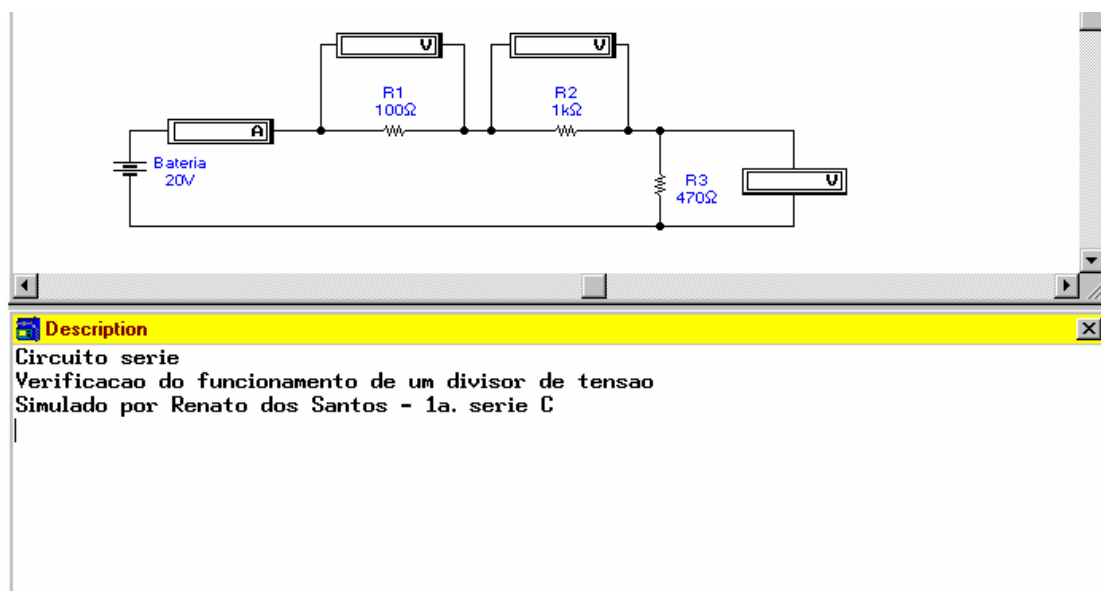 V
V
R1
100Ω
R2
1kΩ
A
Bateria
20V
R3
470Ω
V
Description
Circuito serie
Verificacao do funcionamento de um divisor de tensao
Simulado por Renato dos Santos - 1a. serie C